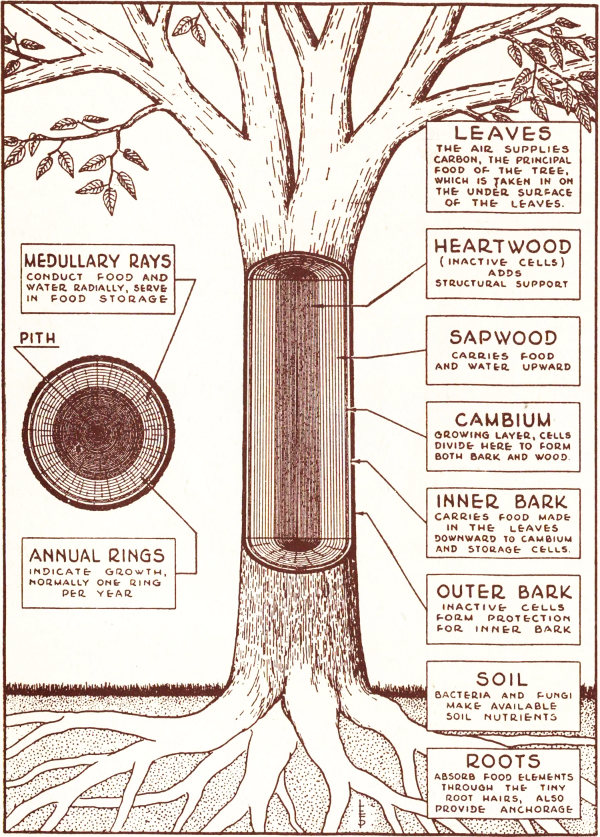 LEAVES
THE AIR SUPPLIES
CARBON, THE PRINCIPAL
FOOD OF THE TREE,
WHICH IS TAKEN IN ON
THE UNDER SURFACE
OF THE LEAVES.
MEDULLARY RAYS
CONDUCT FOOD AND
WATER RADIALLY, SERVE
IN FOOD STORAGE
PITH
ANNUAL RINGS
INDICATE GROWTH,
NORMALLY ONE RING
PER YEAR
HEARTWOOD
(INACTIVE CELLS)
ADDS
STRUCTURAL SUPPORT
SAPWOOD
CARRIES FOOD
AND WATER UPWARD
CAMBIUM
GROWING LAYER, CELLS
DIVIDE HERE TO FORM
BOTH BARK AND WOOD.
INNER BARK
CARRIES FOOD MADE
IN THE LEAVES
DOWNWARD TO CAMBIUM
AND STORAGE CELLS.
OUTER BARK
INACTIVE CELLS
FORM PROTECTION
FOR INNER BARK
SOIL
BACTERIA AND FUNGI
MAKE AVAILABLE
SOIL NUTRIENTS
ROOTS
ABSORB FOOD ELEMENTS
THROUGH THE TINY
ROOT HAIRS, ALSO
PROVIDE ANCHORAGE